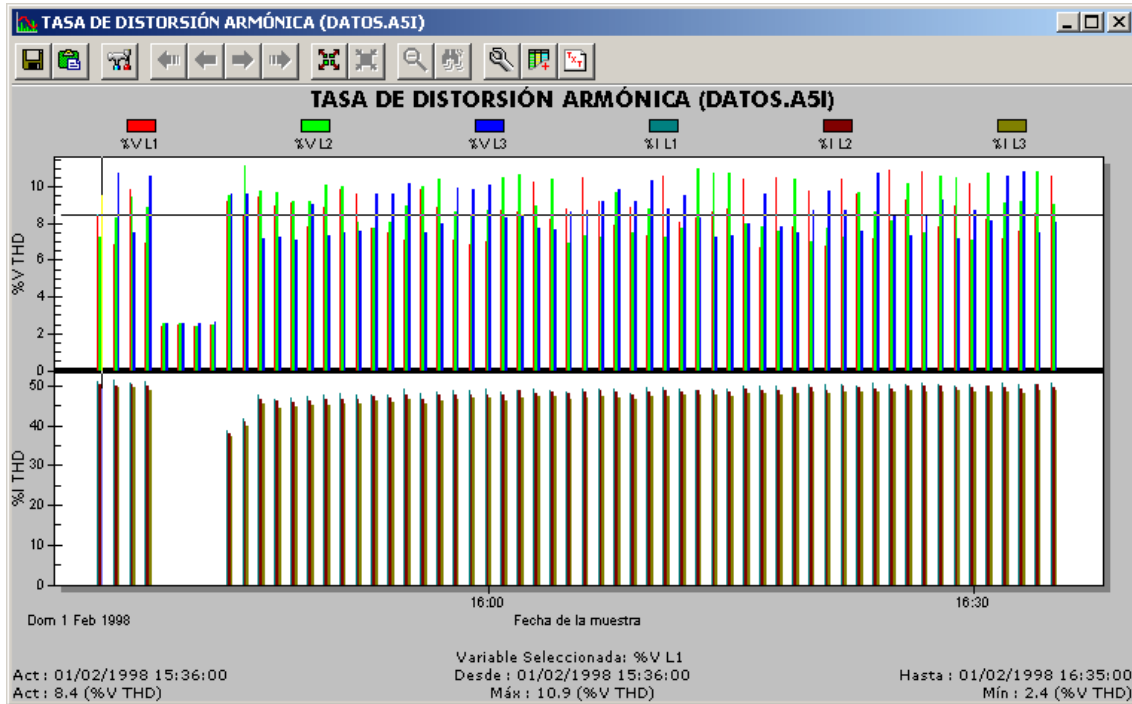 TASA DE DISTORSIÓN ARMÓNICA (DATOS.A5I)
TXT
TASA DE DISTORSIÓN ARMÓNICA (DATOS.A5I)
%V L1 %V L2 %V L3 %I L1 %I L2 %I L3
%V THD
10
8
6
4
2
0
%I THD
50
40
30
20
10
0
16:00 16:30
Dom 1 Feb 1998 Fecha de la muestra
Variable Seleccionada: %V L1
Act : 01/02/1998 15:36:00 Desde : 01/02/1998 15:36:00 Hasta : 01/02/1998 16:35:00
Act : 8.4 (%V THD) Máx : 10.9 (%V THD) Mín : 2.4 (%V THD)